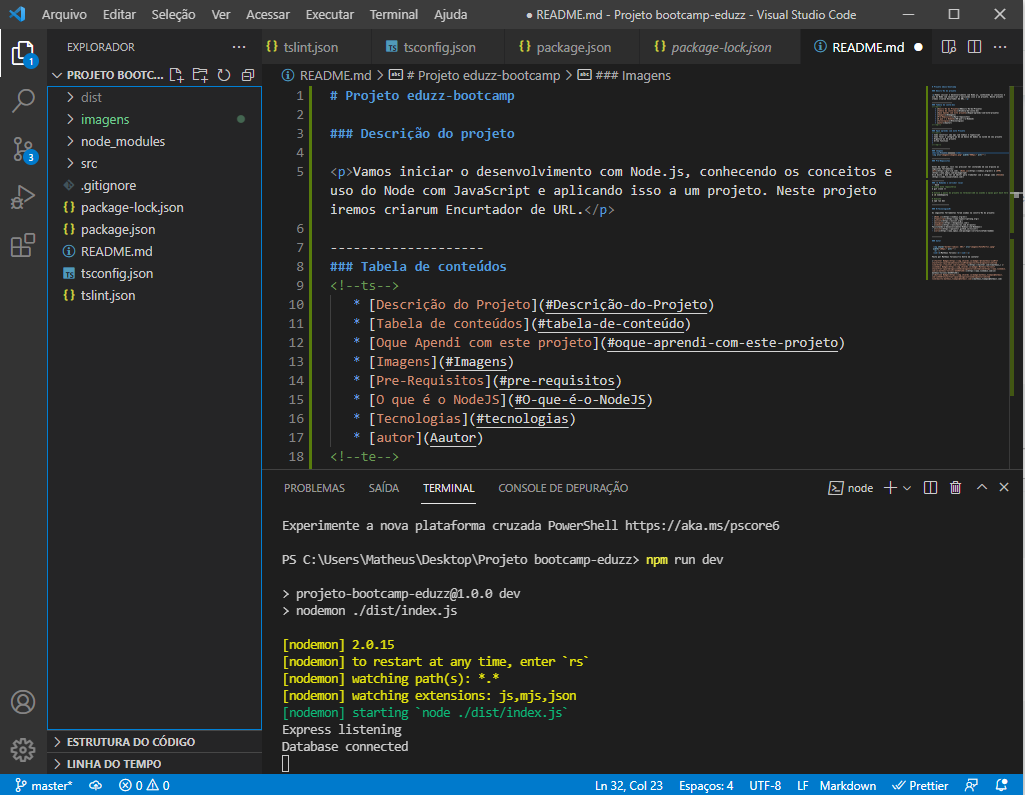 Arquivo Editar Seleção Ver Acessar Executar Terminal Ajuda ● README.md - Projeto bootcamp-eduzz - Visual Studio Code
EXPLORADOR ···
{} tslint.json TS tsconfig.json {} package.json {} package-lock.json README.md ●
PROJETO BOOTC...
README.md > # Projeto eduzz-bootcamp > ### Imagens
dist
imagens
node_modules
src
.gitignore
{} package-lock.json
{} package.json
README.md
TS tsconfig.json
{} tslint.json
1
3
1 # Projeto eduzz-bootcamp
2
3 ### Descrição do projeto
4
5 <p>Vamos iniciar o desenvolvimento com Node.js, conhecendo os conceitos e
uso do Node com JavaScript e aplicando isso a um projeto. Neste projeto
iremos criarum Encurtador de URL.</p>
6
7 --------------------
8 ### Tabela de conteúdos
9 <!--ts-->
10 * [Descrição do Projeto](#Descrição-do-Projeto)
11 * [Tabela de conteúdos](#tabela-de-conteúdo)
12 * [Oque Apendi com este projeto](#oque-aprendi-com-este-projeto)
13 * [Imagens](#Imagens)
14 * [Pre-Requisitos](#pre-requisitos)
15 * [O que é o NodeJS](#O-que-é-o-NodeJS)
16 * [Tecnologias](#tecnologias)
17 * [autor](Aautor)
18 <!--te-->
PROBLEMAS SAÍDA TERMINAL CONSOLE DE DEPURAÇÃO node
Experimente a nova plataforma cruzada PowerShell https://aka.ms/pscore6
PS C:\Users\Matheus\Desktop\Projeto bootcamp-eduzz> npm run dev
> projeto-bootcamp-eduzz@1.0.0 dev
> nodemon ./dist/index.js
[nodemon] 2.0.15
[nodemon] to restart at any time, enter `rs`
[nodemon] watching path(s): *.*
[nodemon] watching extensions: js,mjs,json
[nodemon] starting `node ./dist/index.js`
Express listening
Database connected
ESTRUTURA DO CÓDIGO
LINHA DO TEMPO
master* 0 0 Ln 32, Col 23 Espaços: 4 UTF-8 LF Markdown Prettier